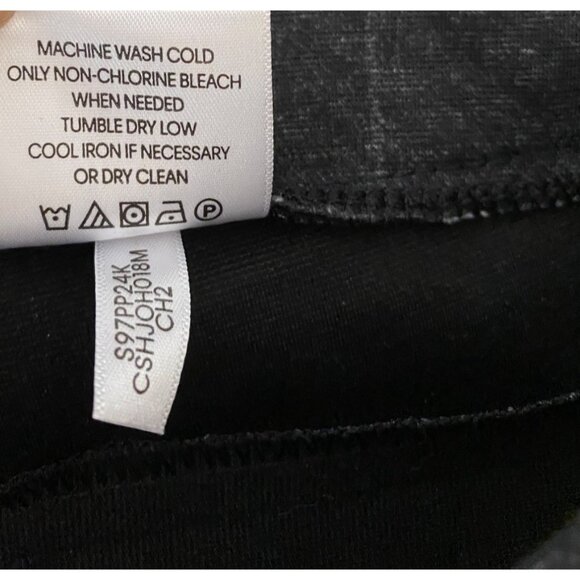 MACHINE WASH COLD
ONLY NON-CHLORINE BLEACH
WHEN NEEDED
TUMBLE DRY LOW
COOL IRON IF NECESSARY
OR DRY CLEAN
P
S97PP24K
CSHJOH018M
CH2